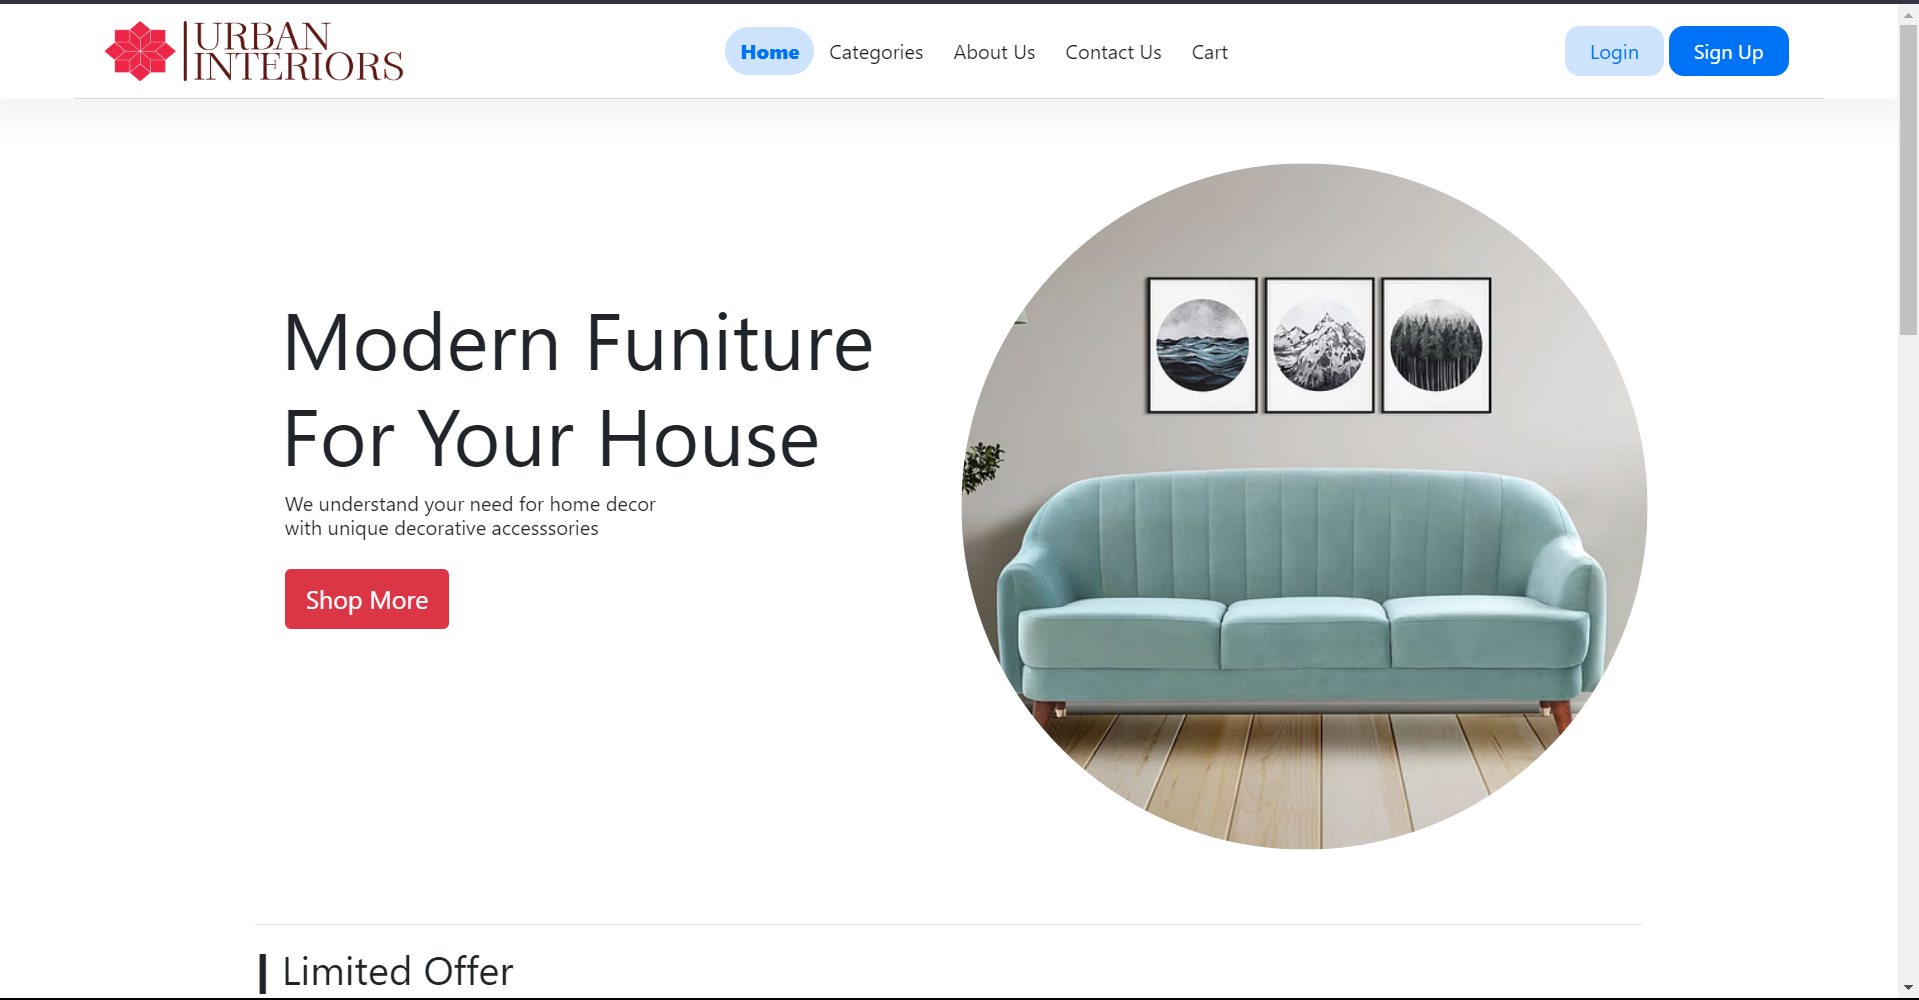 URBAN
INTERIORS
Home Categories About Us Contact Us Cart
Login Sign Up
Modern Funiture
For Your House
We understand your need for home decor
with unique decorative accesssories
Shop More
Limited Offer